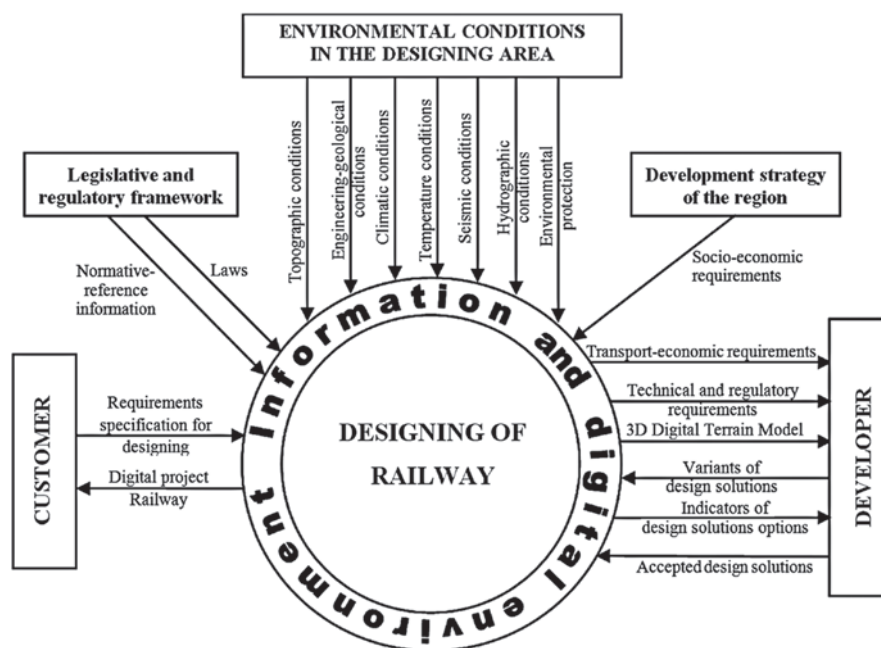 ENVIRONMENTAL CONDITIONS
IN THE DESIGNING AREA
Legislative and
regulatory framework
Development strategy
of the region
Topographic conditions
Engineering-geological
conditions
Climatic conditions
Temperature conditions
Seismic conditions
Hydrographic
conditions
Environmental
protection
Normative-
reference
information
Laws
Socio-economic
requirements
CUSTOMER
Requirements
specification for
designing
Digital project
Railway
Information and digital environment
DESIGNING OF
RAILWAY
Transport-economic requirements
Technical and regulatory
requirements
3D Digital Terrain Model
Variants of
design solutions
Indicators of
design solutions options
Accepted design solutions
DEVELOPER